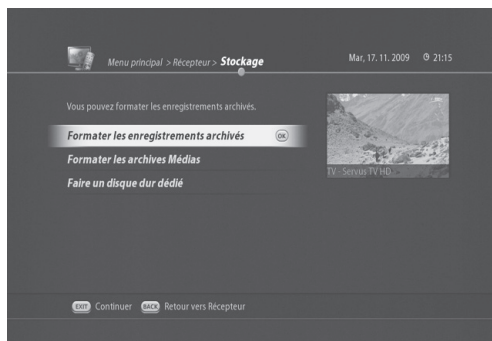 Menu principal > Récepteur > Stockage
Mar, 17. 11. 2009 21:15
Vous pouvez formater les enregistrements archivés.
Formater les enregistrements archivés OK
Formater les archives Médias
Faire un disque dur dédié
TV - Servus TV HD
EXIT Continuer BACK Retour vers Récepteur